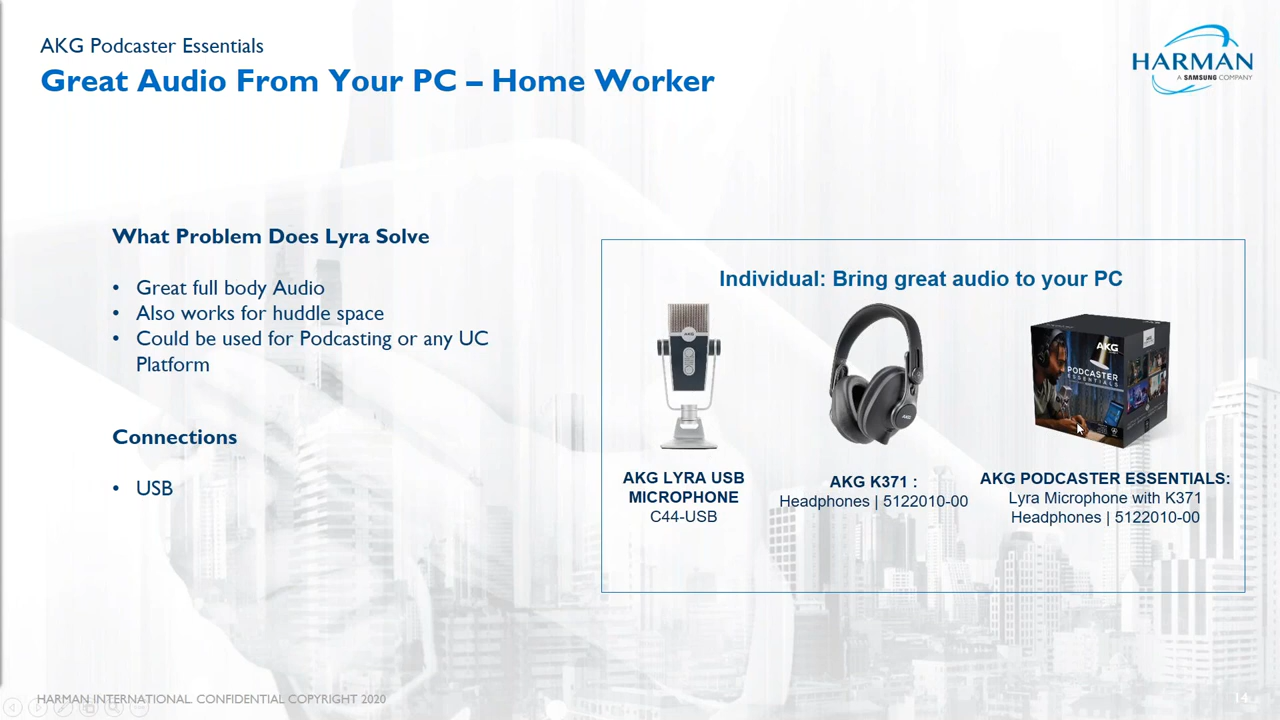 AKG Podcaster Essentials
Great Audio From Your PC – Home Worker
HARMAN
A SAMSUNG COMPANY
What Problem Does Lyra Solve
• Great full body Audio
• Also works for huddle space
• Could be used for Podcasting or any UC
Platform
Connections
• USB
Individual: Bring great audio to your PC
AKG
PODCASTER
ESSENTIALS
AKG LYRA USB
MICROPHONE
C44-USB
AKG K371 :
Headphones | 5122010-00
AKG PODCASTER ESSENTIALS:
Lyra Microphone with K371
Headphones | 5122010-00
HARMAN INTERNATIONAL. CONFIDENTIAL COPYRIGHT 2020
14